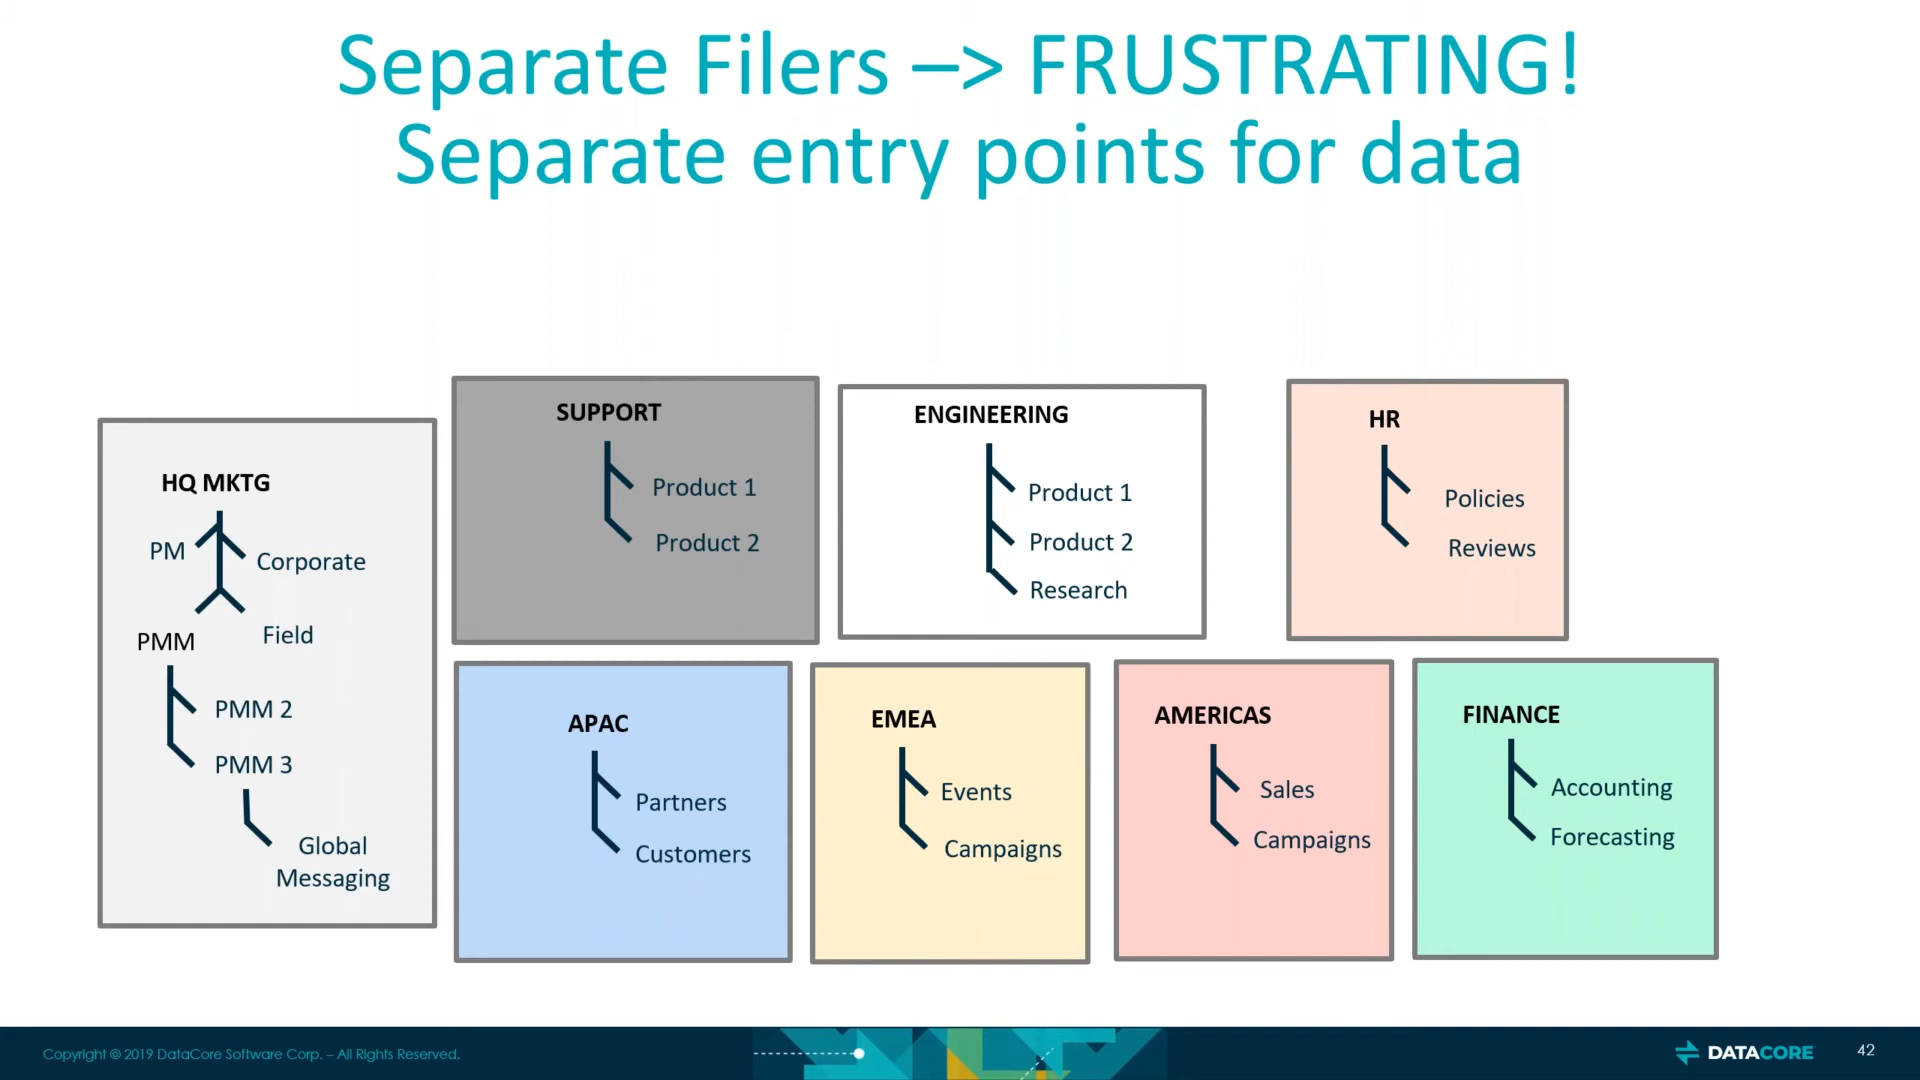 Separate Filers –> FRUSTRATING!
Separate entry points for data
HQ MKTG
PM
Corporate
PMM
Field
PMM 2
PMM 3
Global
Messaging
SUPPORT
Product 1
Product 2
ENGINEERING
Product 1
Product 2
Research
HR
Policies
Reviews
APAC
Partners
Customers
EMEA
Events
Campaigns
AMERICAS
Sales
Campaigns
FINANCE
Accounting
Forecasting
Copyright © 2019 DataCore Software Corp. – All Rights Reserved.
DATACORE
42